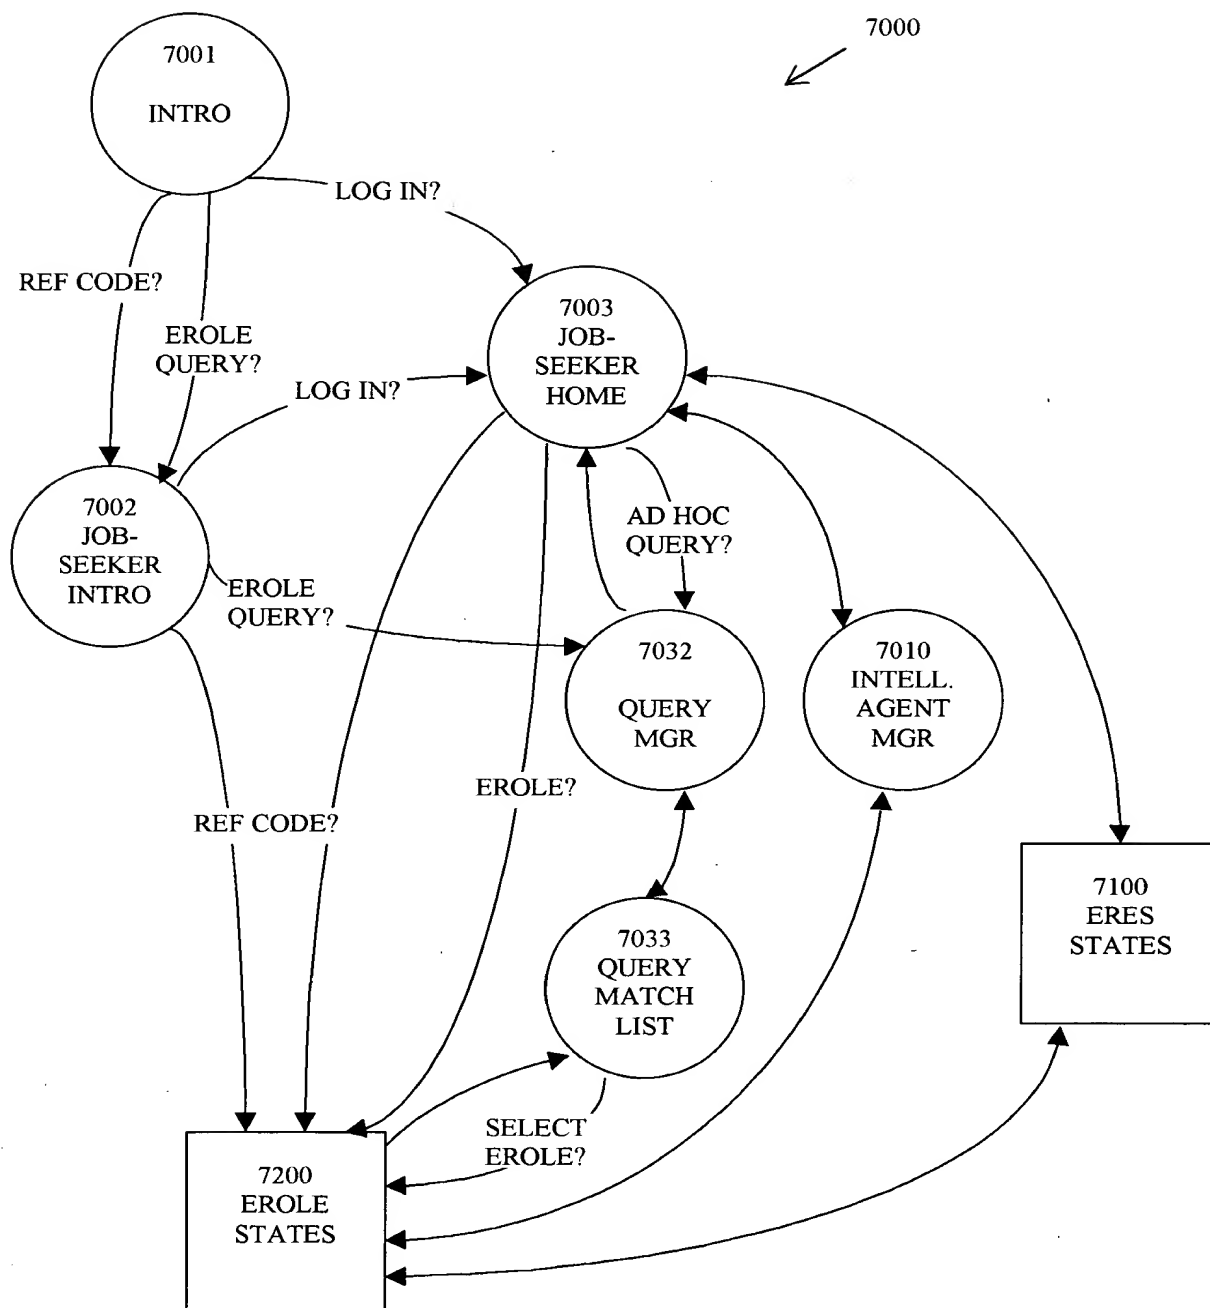 7000
7001
INTRO
LOG IN?
REF CODE?
EROLE
QUERY?
7003
JOB-
SEEKER
HOME
LOG IN?
7002
JOB-
SEEKER
INTRO
AD HOC
QUERY?
EROLE
QUERY?
7032
QUERY
MGR
7010
INTELL.
AGENT
MGR
EROLE?
REF CODE?
7100
ERES
STATES
7033
QUERY
MATCH
LIST
SELECT
EROLE?
7200
EROLE
STATES